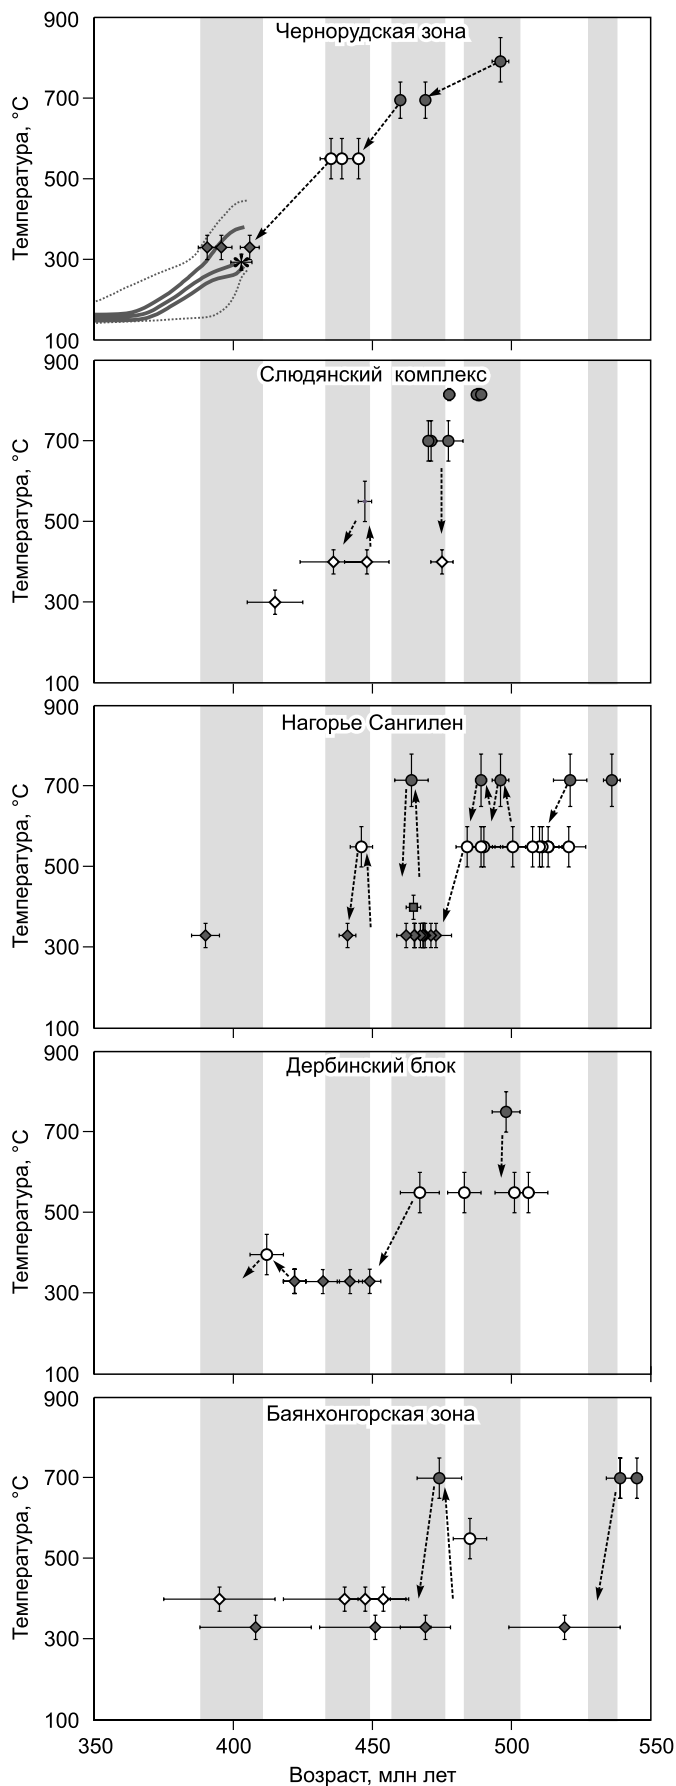 Чернорудская зона
Температура, °C
900
700
500
300
100
Слюдянский комплекс
Температура, °C
900
700
500
300
100
Нагорье Сангилен
Температура, °C
900
700
500
300
100
Дербинский блок
Температура, °C
900
700
500
300
100
Баянхонгорская зона
Температура, °C
900
700
500
300
100
350 400 450 500 550
Возраст, млн лет